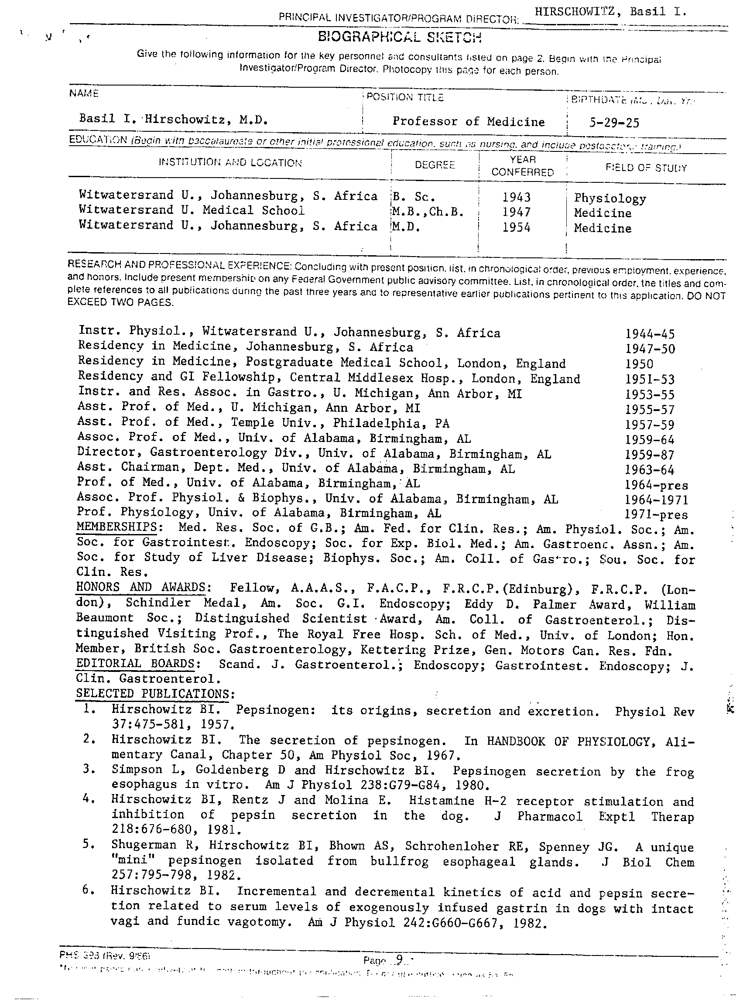 PRINCIPAL INVESTIGATOR/PROGRAM DIRECTOR: HIRSCHOWITZ, Basil I.
BIOGRAPHICAL SKETCH
Give the following information for the key personnel and consultants listed on page 2. Begin with the Principal
Investigator/Program Director. Photocopy this page for each person.
NAME POSITION TITLE BIRTHDATE (Mo., Day, Yr.)
Basil I. Hirschowitz, M.D. Professor of Medicine 5-29-25
EDUCATION (Begin with baccalaureate or other initial professional education, such as nursing, and include postdoctoral training.)
INSTITUTION AND LOCATION DEGREE YEAR CONFERRED FIELD OF STUDY
Witwatersrand U., Johannesburg, S. Africa B. Sc. 1943 Physiology
Witwatersrand U. Medical School M.B.,Ch.B. 1947 Medicine
Witwatersrand U., Johannesburg, S. Africa M.D. 1954 Medicine
RESEARCH AND PROFESSIONAL EXPERIENCE: Concluding with present position, list, in chronological order, previous employment, experience,
and honors. Include present membership on any Federal Government public advisory committee. List, in chronological order, the titles and com-
plete references to all publications during the past three years and to representative earlier publications pertinent to this application. DO NOT
EXCEED TWO PAGES.
Instr. Physiol., Witwatersrand U., Johannesburg, S. Africa 1944-45
Residency in Medicine, Johannesburg, S. Africa 1947-50
Residency in Medicine, Postgraduate Medical School, London, England 1950
Residency and GI Fellowship, Central Middlesex Hosp., London, England 1951-53
Instr. and Res. Assoc. in Gastro., U. Michigan, Ann Arbor, MI 1953-55
Asst. Prof. of Med., U. Michigan, Ann Arbor, MI 1955-57
Asst. Prof. of Med., Temple Univ., Philadelphia, PA 1957-59
Assoc. Prof. of Med., Univ. of Alabama, Birmingham, AL 1959-64
Director, Gastroenterology Div., Univ. of Alabama, Birmingham, AL 1959-87
Asst. Chairman, Dept. Med., Univ. of Alabama, Birmingham, AL 1963-64
Prof. of Med., Univ. of Alabama, Birmingham, AL 1964-pres
Assoc. Prof. Physiol. & Biophys., Univ. of Alabama, Birmingham, AL 1964-1971
Prof. Physiology, Univ. of Alabama, Birmingham, AL 1971-pres
MEMBERSHIPS: Med. Res. Soc. of G.B.; Am. Fed. for Clin. Res.; Am. Physiol. Soc.; Am.
Soc. for Gastrointest. Endoscopy; Soc. for Exp. Biol. Med.; Am. Gastroent. Assn.; Am.
Soc. for Study of Liver Disease; Biophys. Soc.; Am. Coll. of Gastro.; Sou. Soc. for
Clin. Res.
HONORS AND AWARDS: Fellow, A.A.A.S., F.A.C.P., F.R.C.P.(Edinburg), F.R.C.P. (Lon-
don), Schindler Medal, Am. Soc. G.I. Endoscopy; Eddy D. Palmer Award, William
Beaumont Soc.; Distinguished Scientist Award, Am. Coll. of Gastroenterol.; Dis-
tinguished Visiting Prof., The Royal Free Hosp. Sch. of Med., Univ. of London; Hon.
Member, British Soc. Gastroenterology, Kettering Prize, Gen. Motors Can. Res. Fdn.
EDITORIAL BOARDS: Scand. J. Gastroenterol.; Endoscopy; Gastrointest. Endoscopy; J.
Clin. Gastroenterol.
SELECTED PUBLICATIONS:
1. Hirschowitz BI. Pepsinogen: its origins, secretion and excretion. Physiol Rev
37:475-581, 1957.
2. Hirschowitz BI. The secretion of pepsinogen. In HANDBOOK OF PHYSIOLOGY, Ali-
mentary Canal, Chapter 50, Am Physiol Soc, 1967.
3. Simpson L, Goldenberg D and Hirschowitz BI. Pepsinogen secretion by the frog
esophagus in vitro. Am J Physiol 238:G79-G84, 1980.
4. Hirschowitz BI, Rentz J and Molina E. Histamine H-2 receptor stimulation and
inhibition of pepsin secretion in the dog. J Pharmacol Exptl Therap
218:676-680, 1981.
5. Shugerman R, Hirschowitz BI, Bhown AS, Schrohenloher RE, Spenney JG. A unique
"mini" pepsinogen isolated from bullfrog esophageal glands. J Biol Chem
257:795-798, 1982.
6. Hirschowitz BI. Incremental and decremental kinetics of acid and pepsin secre-
tion related to serum levels of exogenously infused gastrin in dogs with intact
vagi and fundic vagotomy. Am J Physiol 242:G660-G667, 1982.
PHS 398 (Rev. 9/86)
Page 9